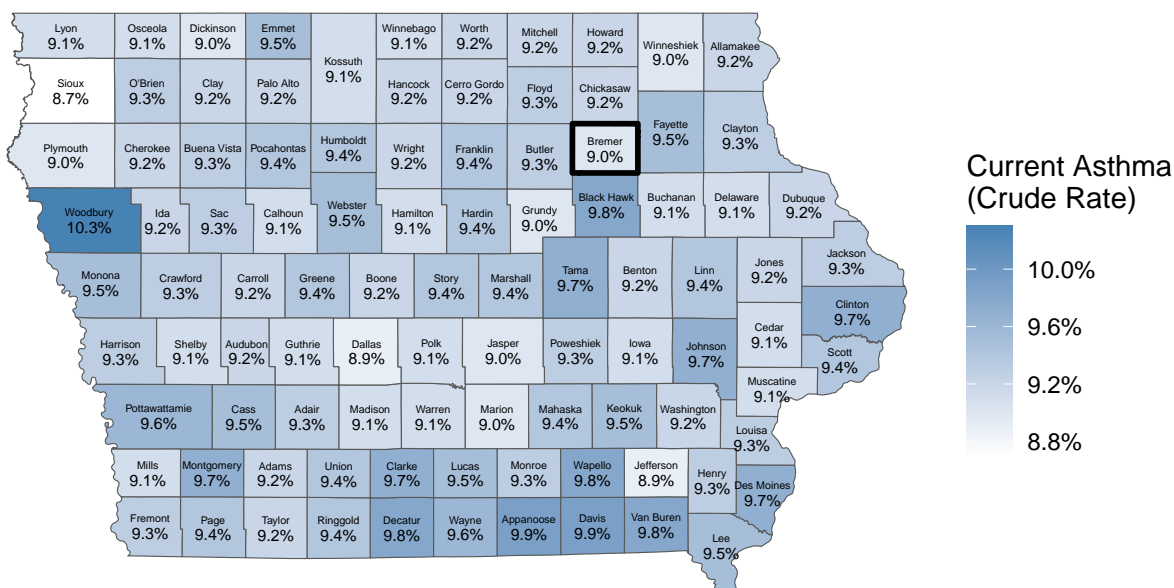 Lyon
9.1%
Osceola
9.1%
Dickinson
9.0%
Emmet
9.5%
Kossuth
9.1%
Winnebago
9.1%
Worth
9.2%
Mitchell
9.2%
Howard
9.2%
Winneshiek
9.0%
Allamakee
9.2%
Sioux
8.7%
O'Brien
9.3%
Clay
9.2%
Palo Alto
9.2%
Hancock
9.2%
Cerro Gordo
9.2%
Floyd
9.3%
Chickasaw
9.2%
Fayette
9.5%
Clayton
9.3%
Plymouth
9.0%
Cherokee
9.2%
Buena Vista
9.3%
Pocahontas
9.4%
Humboldt
9.4%
Wright
9.2%
Franklin
9.4%
Butler
9.3%
Bremer
9.0%
Woodbury
10.3%
Ida
9.2%
Sac
9.3%
Calhoun
9.1%
Webster
9.5%
Hamilton
9.1%
Hardin
9.4%
Grundy
9.0%
Black Hawk
9.8%
Buchanan
9.1%
Delaware
9.1%
Dubuque
9.2%
Monona
9.5%
Crawford
9.3%
Carroll
9.2%
Greene
9.4%
Boone
9.2%
Story
9.4%
Marshall
9.4%
Tama
9.7%
Benton
9.2%
Linn
9.4%
Jones
9.2%
Jackson
9.3%
Clinton
9.7%
Harrison
9.3%
Shelby
9.1%
Audubon
9.2%
Guthrie
9.1%
Dallas
8.9%
Polk
9.1%
Jasper
9.0%
Poweshiek
9.3%
Iowa
9.1%
Johnson
9.7%
Cedar
9.1%
Scott
9.4%
Muscatine
9.1%
Pottawattamie
9.6%
Cass
9.5%
Adair
9.3%
Madison
9.1%
Warren
9.1%
Marion
9.0%
Mahaska
9.4%
Keokuk
9.5%
Washington
9.2%
Louisa
9.3%
Mills
9.1%
Montgomery
9.7%
Adams
9.2%
Union
9.4%
Clarke
9.7%
Lucas
9.5%
Monroe
9.3%
Wapello
9.8%
Jefferson
8.9%
Henry
9.3%
Des Moines
9.7%
Fremont
9.3%
Page
9.4%
Taylor
9.2%
Ringgold
9.4%
Decatur
9.8%
Wayne
9.6%
Appanoose
9.9%
Davis
9.9%
Van Buren
9.8%
Lee
9.5%
Current Asthma
(Crude Rate)
10.0%
9.6%
9.2%
8.8%